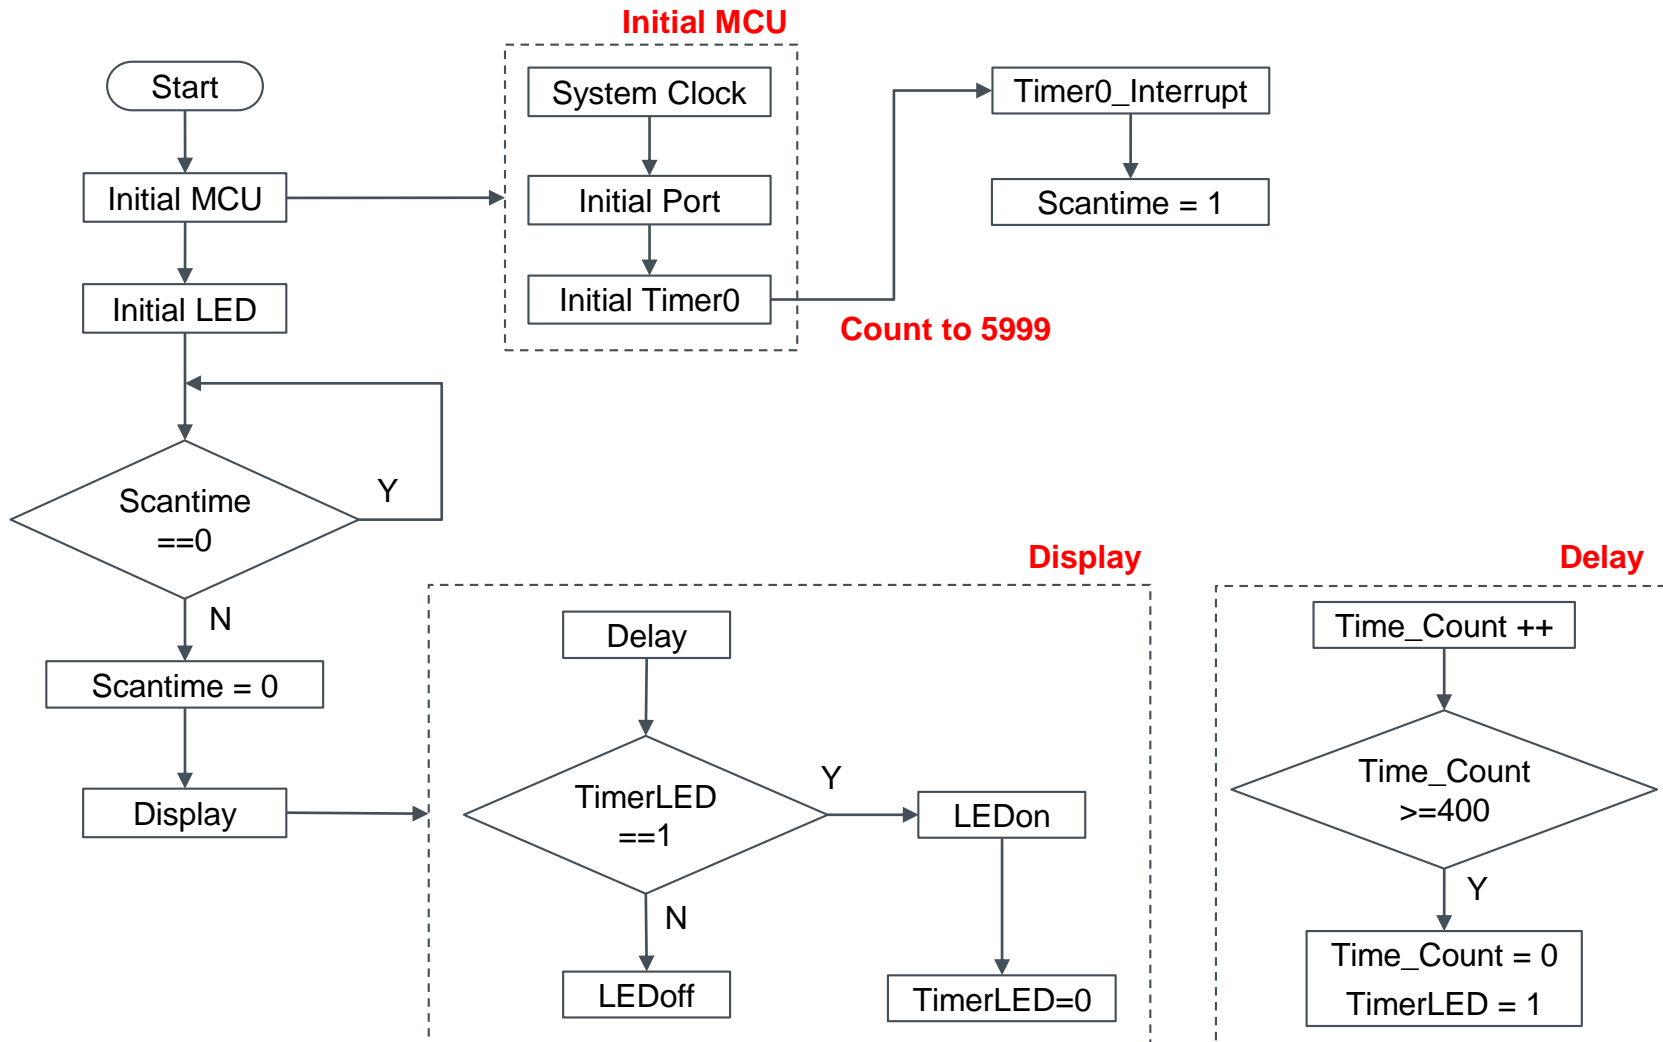 Initial MCU
Start
System Clock
Timer0_Interrupt
Initial MCU
Initial Port
Scantime = 1
Initial LED
Initial Timer0
Count to 5999
Scantime
==0
Y
N
Scantime = 0
Display
Display
Delay
TimerLED
==1
Y
LEDon
N
LEDoff
TimerLED=0
Delay
Time_Count ++
Time_Count
>=400
Y
Time_Count = 0
TimerLED = 1